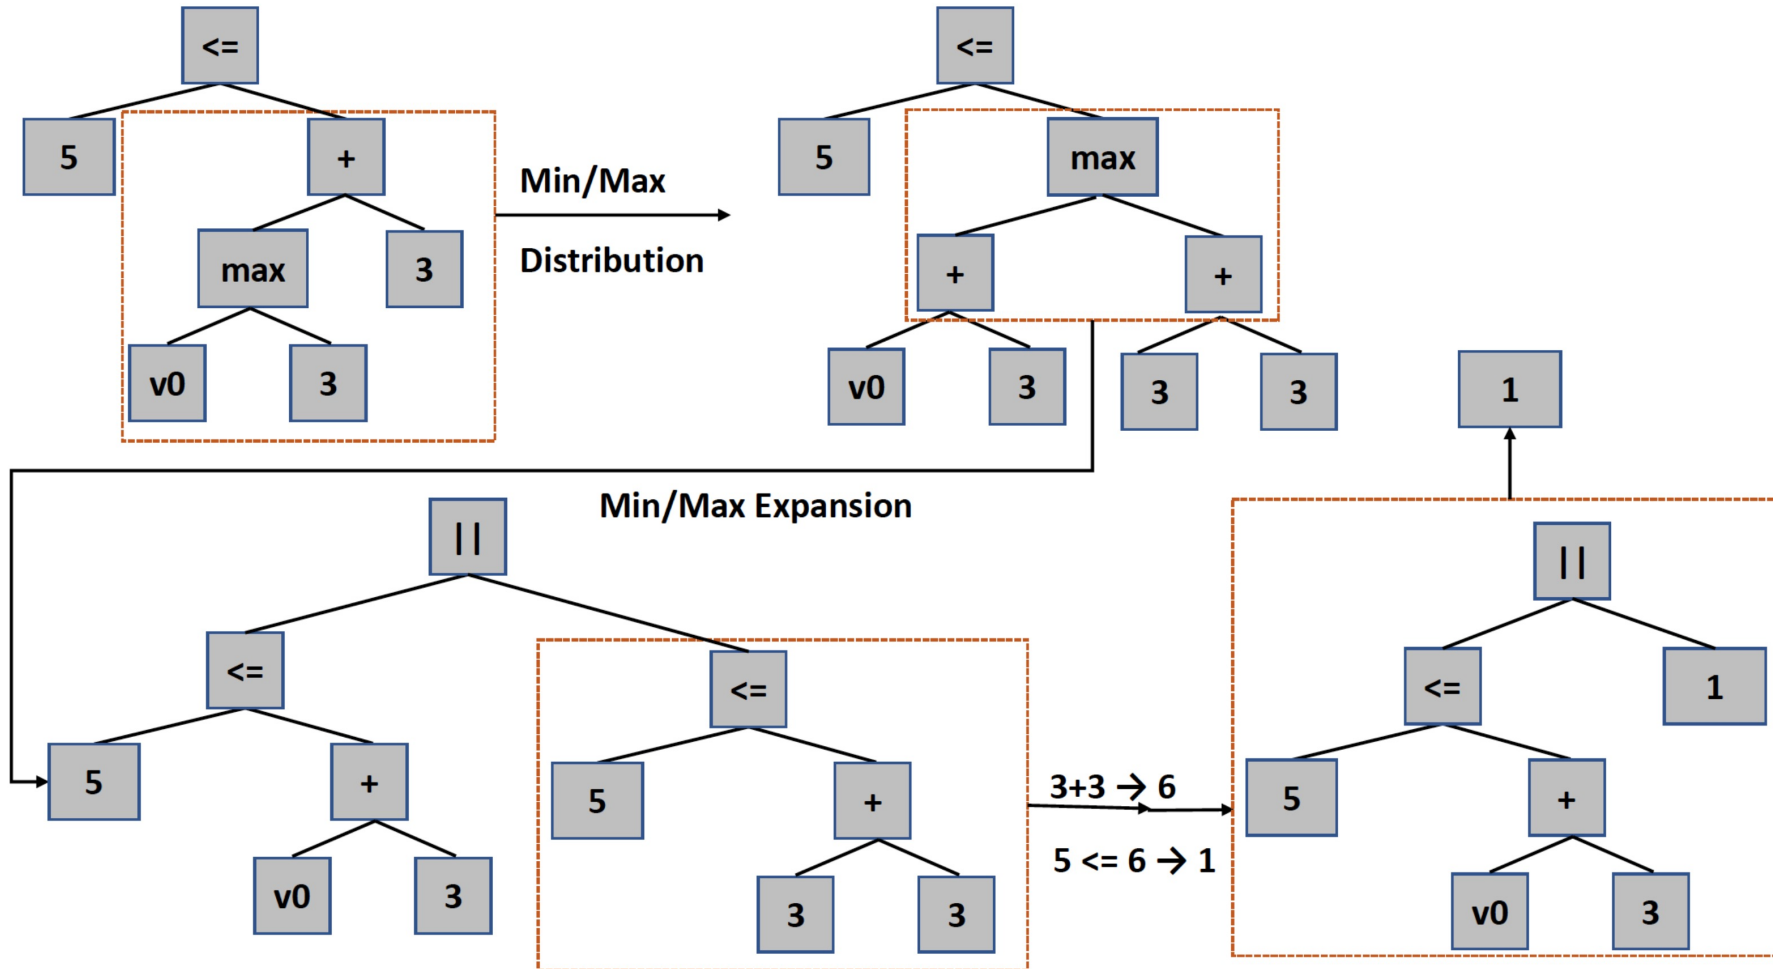 <=
5
+
max
3
v0
3
Min/Max
Distribution
<=
5
max
+
+
v0
3
3
3
1
Min/Max Expansion
||
<=
<=
5
+
5
+
v0
3
3
3
3+3 → 6
5 <= 6 → 1
||
<=
1
5
+
v0
3